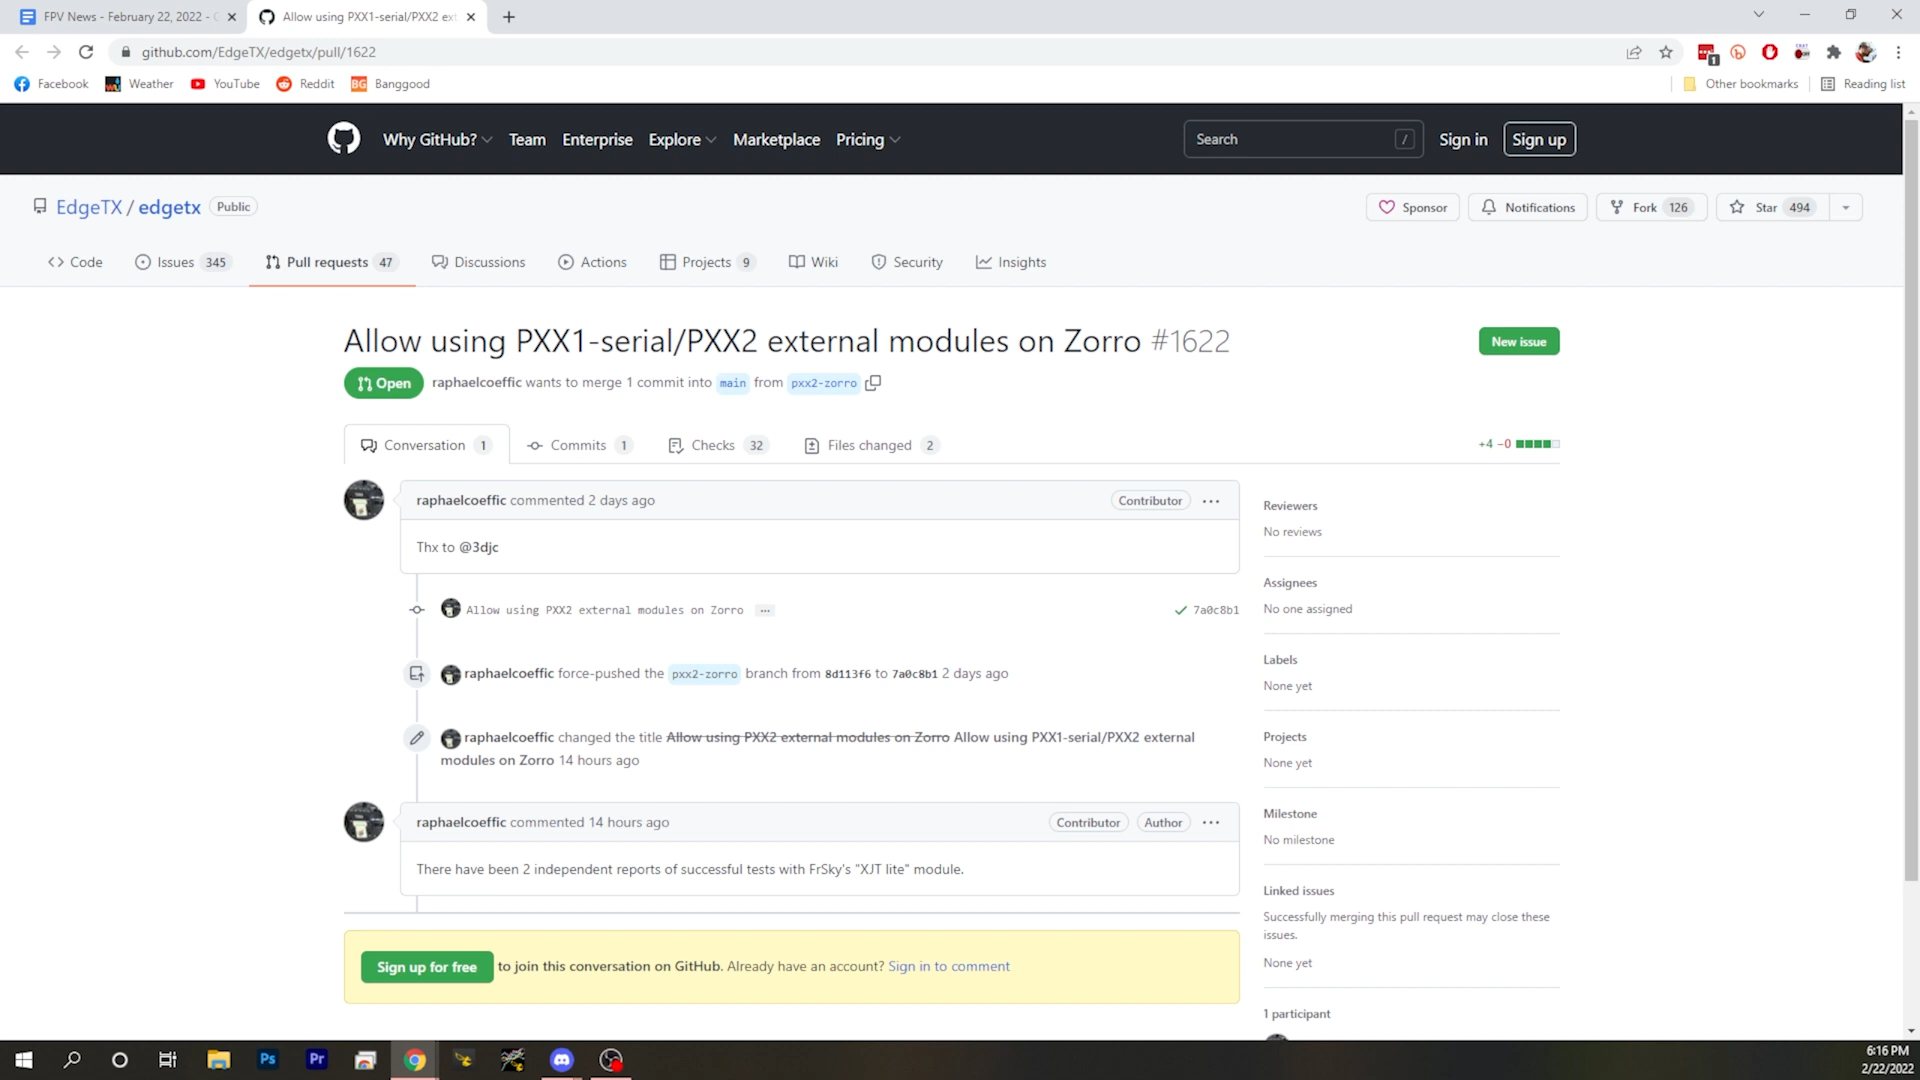 FPV News - February 22, 2022 - G
Allow using PXX1-serial/PXX2 ext
github.com/EdgeTX/edgetx/pull/1622
1
Facebook
Weather
YouTube
Reddit
BG Banggood
Other bookmarks
Reading list
Why GitHub?
Team
Enterprise
Explore
Marketplace
Pricing
Search
/
Sign in
Sign up
EdgeTX / edgetx
Public
Sponsor
Notifications
Fork 126
Star 494
<> Code
Issues 345
Pull requests 47
Discussions
Actions
Projects 9
Wiki
Security
Insights
Allow using PXX1-serial/PXX2 external modules on Zorro #1622
New issue
Open
raphaelcoeffic wants to merge 1 commit into main from pxx2-zorro
Conversation 1
Commits 1
Checks 32
Files changed 2
+4 −0
raphaelcoeffic commented 2 days ago
Contributor
Thx to @3djc
Allow using PXX2 external modules on Zorro ...
7a0c8b1
raphaelcoeffic force-pushed the pxx2-zorro branch from 8d113f6 to 7a0c8b1 2 days ago
raphaelcoeffic changed the title Allow using PXX2 external modules on Zorro Allow using PXX1-serial/PXX2 external
modules on Zorro 14 hours ago
raphaelcoeffic commented 14 hours ago
Contributor
Author
There have been 2 independent reports of successful tests with FrSky's "XJT lite" module.
Sign up for free to join this conversation on GitHub. Already have an account? Sign in to comment
Reviewers
No reviews
Assignees
No one assigned
Labels
None yet
Projects
None yet
Milestone
No milestone
Linked issues
Successfully merging this pull request may close these
issues.
None yet
1 participant
Ps
Pr
6:16 PM
2/22/2022